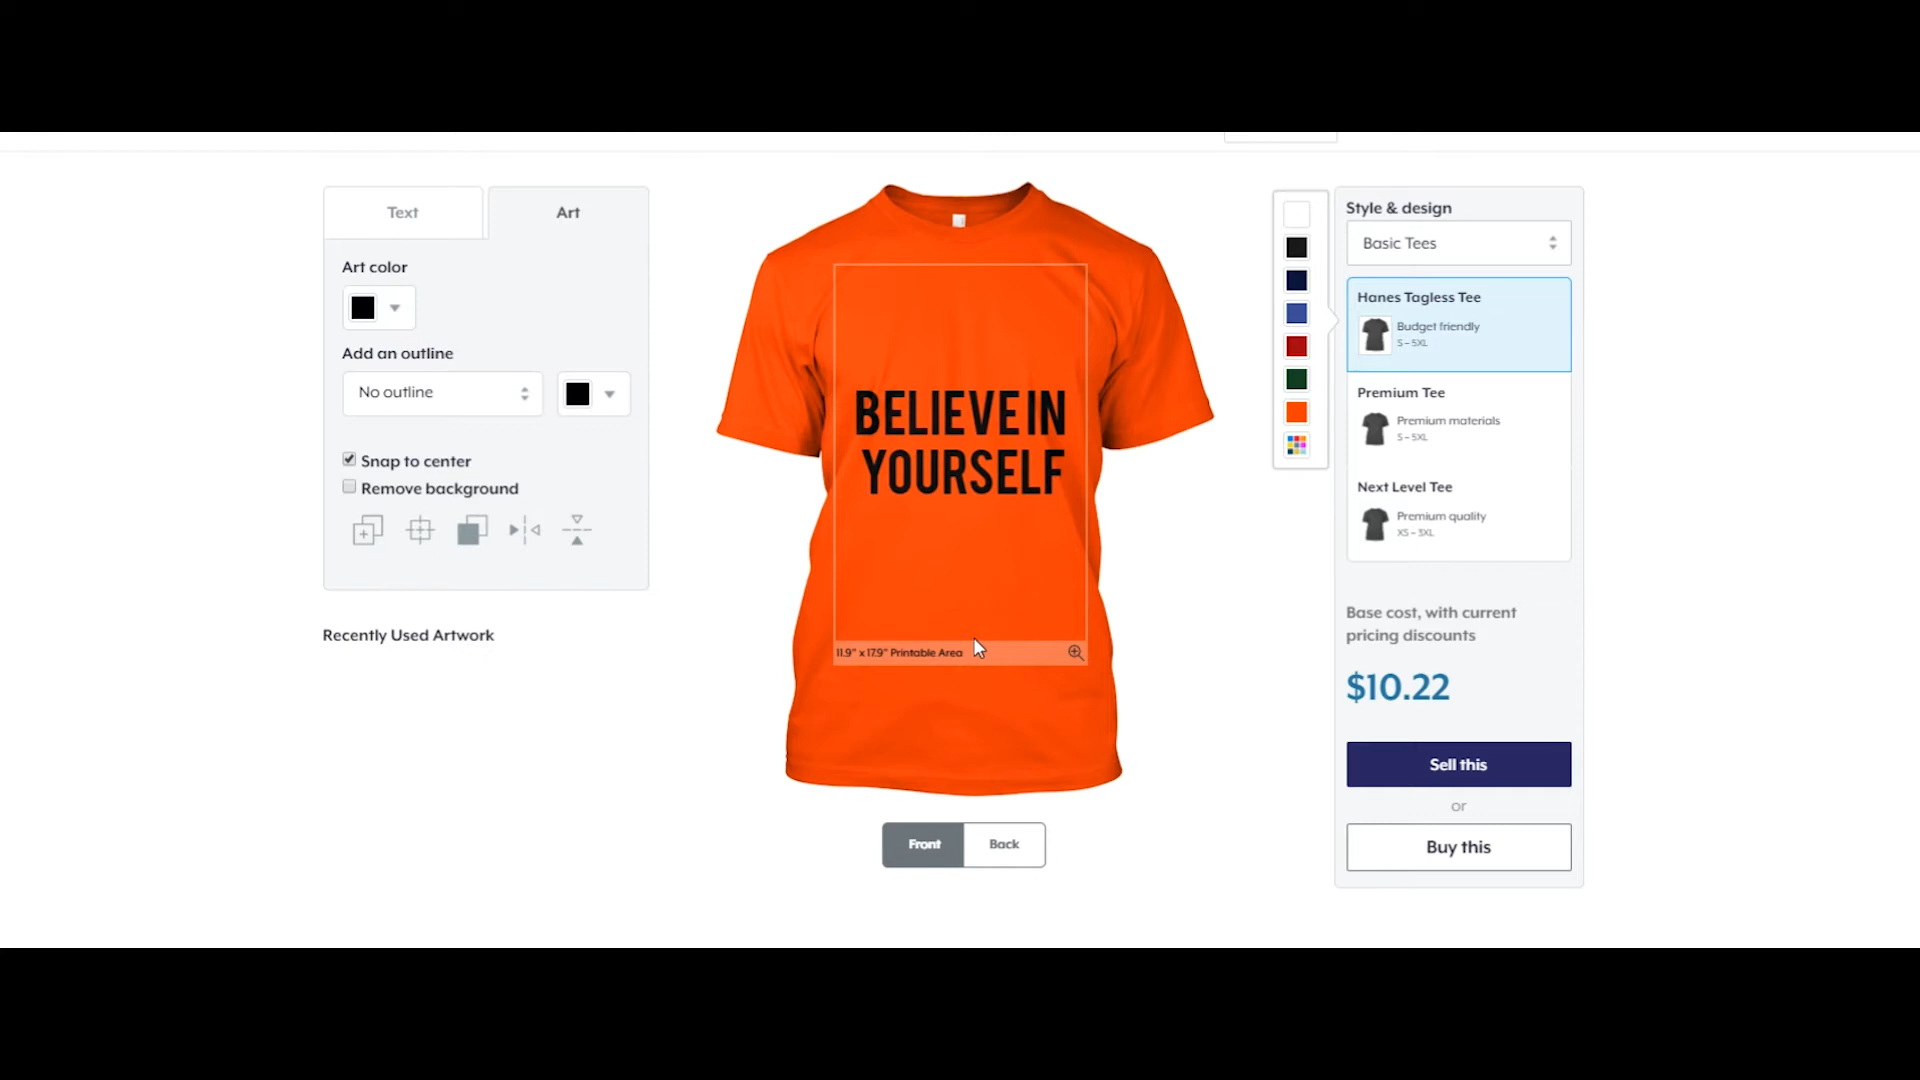 Text
Art
Art color
Add an outline
No outline
Snap to center
Remove background
Recently Used Artwork
BELIEVE IN
YOURSELF
11.9" x 17.9" Printable Area
Front
Back
Style & design
Basic Tees
Hanes Tagless Tee
Budget friendly
S – 5XL
Premium Tee
Premium materials
S – 5XL
Next Level Tee
Premium quality
XS – 3XL
Base cost, with current
pricing discounts
$10.22
Sell this
or
Buy this